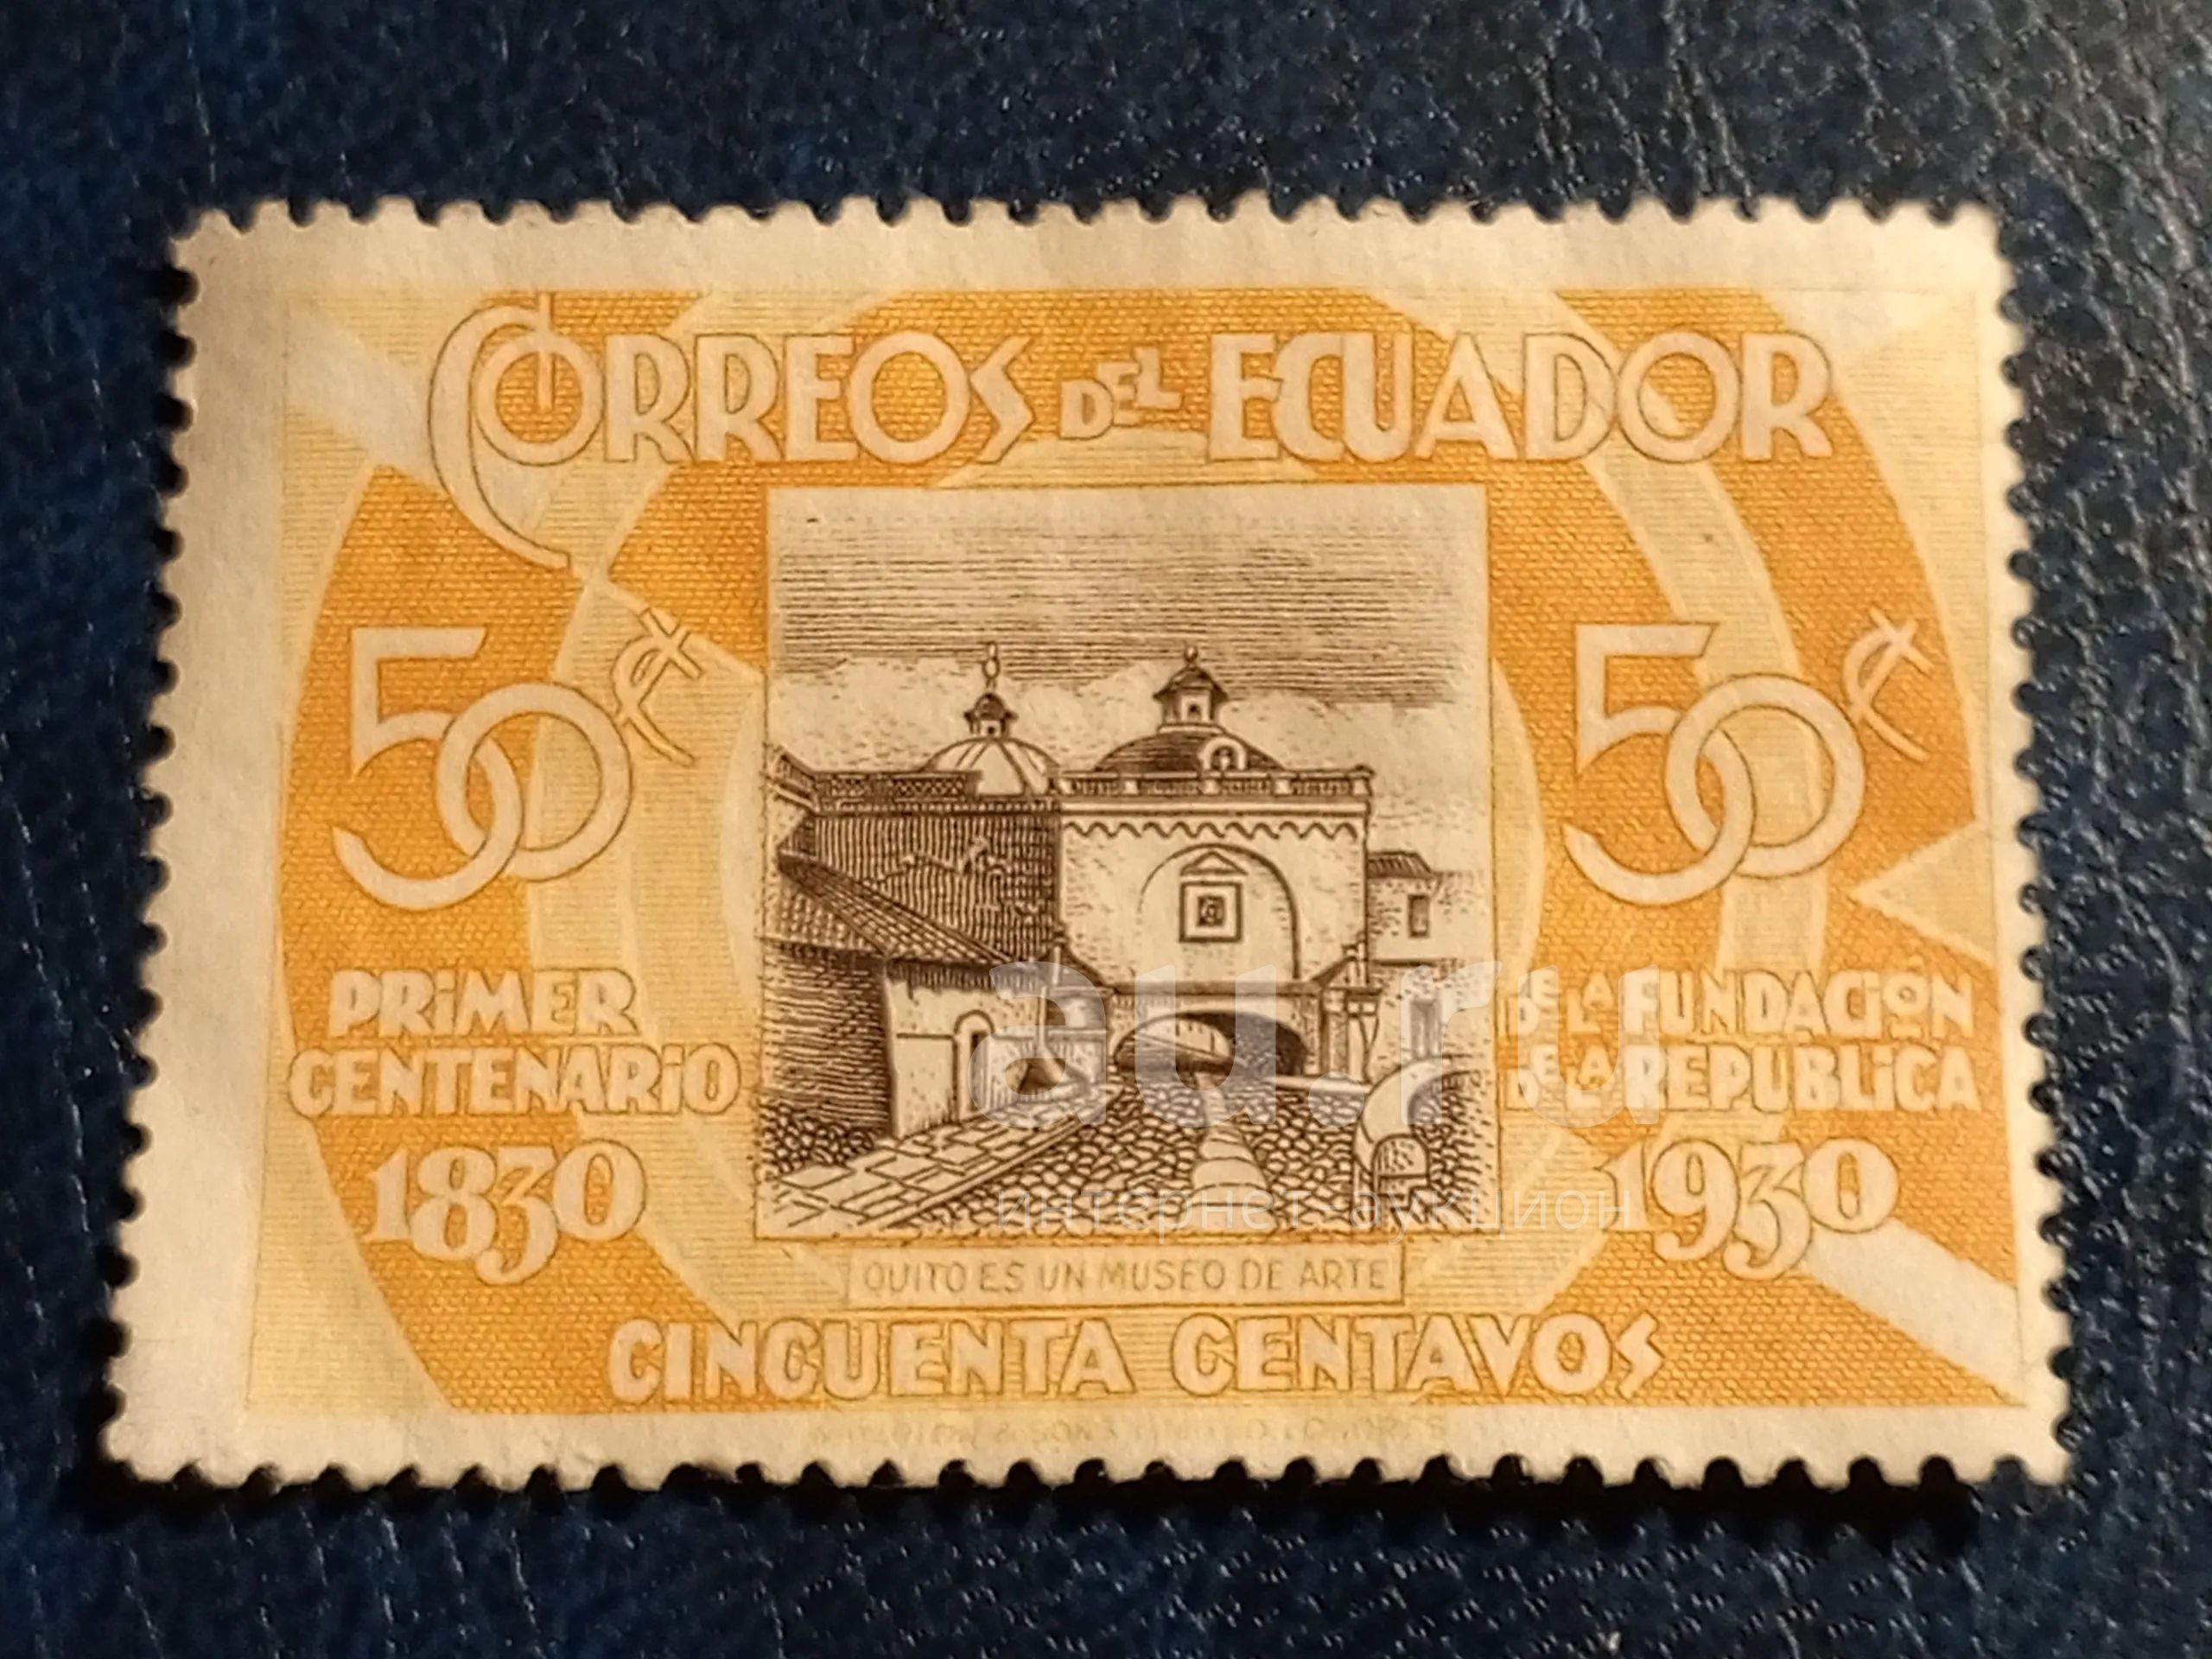 CORREOS DEL ECUADOR
50 c
50 c
PRiMER
CENTENARiO
1830
DE LA FUNDACiÓN
DE LA REPUBLiCA
1930
QUITO ES UN MUSEO DE ARTE
CINCUENTA CENTAVOS
au.ru
интернет аукцион